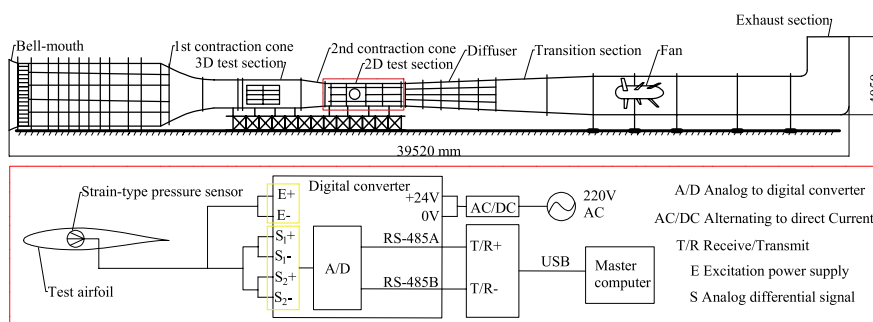 Exhaust section
Bell-mouth
1st contraction cone
3D test section
2nd contraction cone
2D test section
Diffuser
Transition section
Fan
39520 mm
Strain-type pressure sensor
Test airfoil
Digital converter
E+
E-
S1+
S1-
S2+
S2-
A/D
+24V
0V
AC/DC
220V
AC
RS-485A
RS-485B
T/R+
T/R-
USB
Master
computer
A/D Analog to digital converter
AC/DC Alternating to direct Current
T/R Receive/Transmit
E Excitation power supply
S Analog differential signal